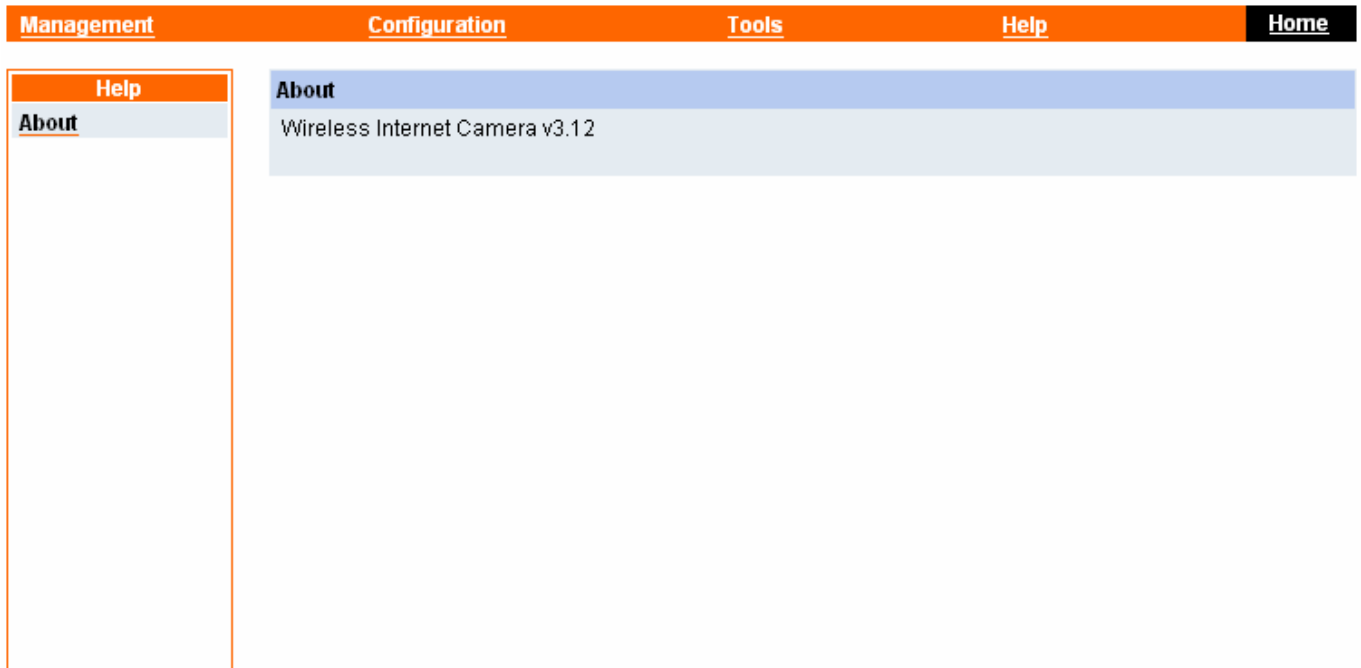 Management Configuration Tools Help Home
Help
About
About
Wireless Internet Camera v3.12